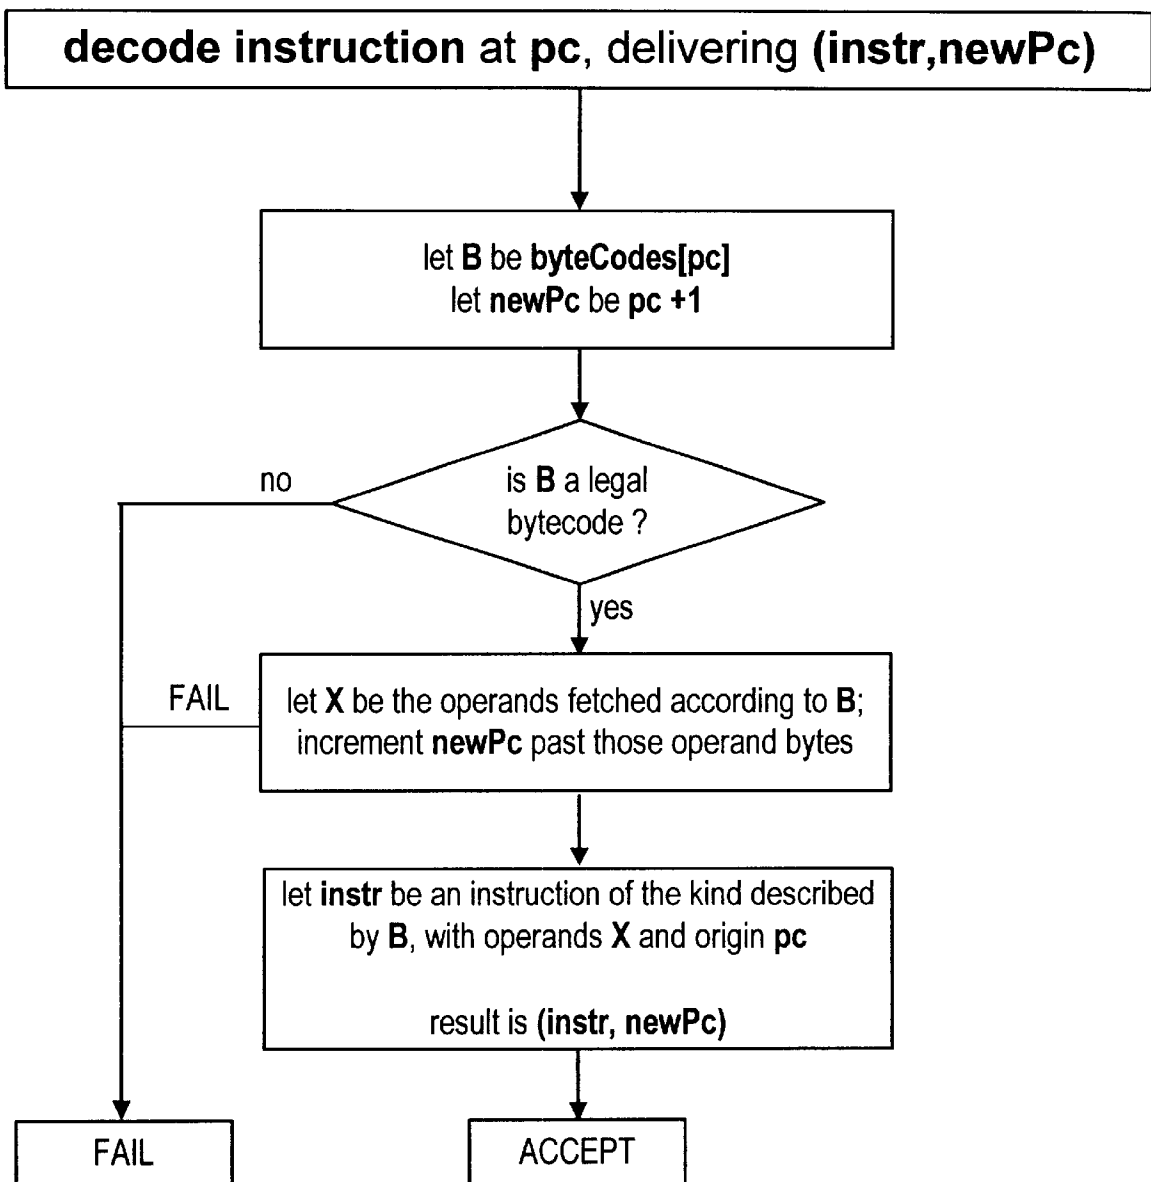 decode instruction at pc, delivering (instr,newPc)
let B be byteCodes[pc]
let newPc be pc +1
no
is B a legal
bytecode ?
yes
FAIL
let X be the operands fetched according to B;
increment newPc past those operand bytes
let instr be an instruction of the kind described
by B, with operands X and origin pc
result is (instr, newPc)
FAIL
ACCEPT